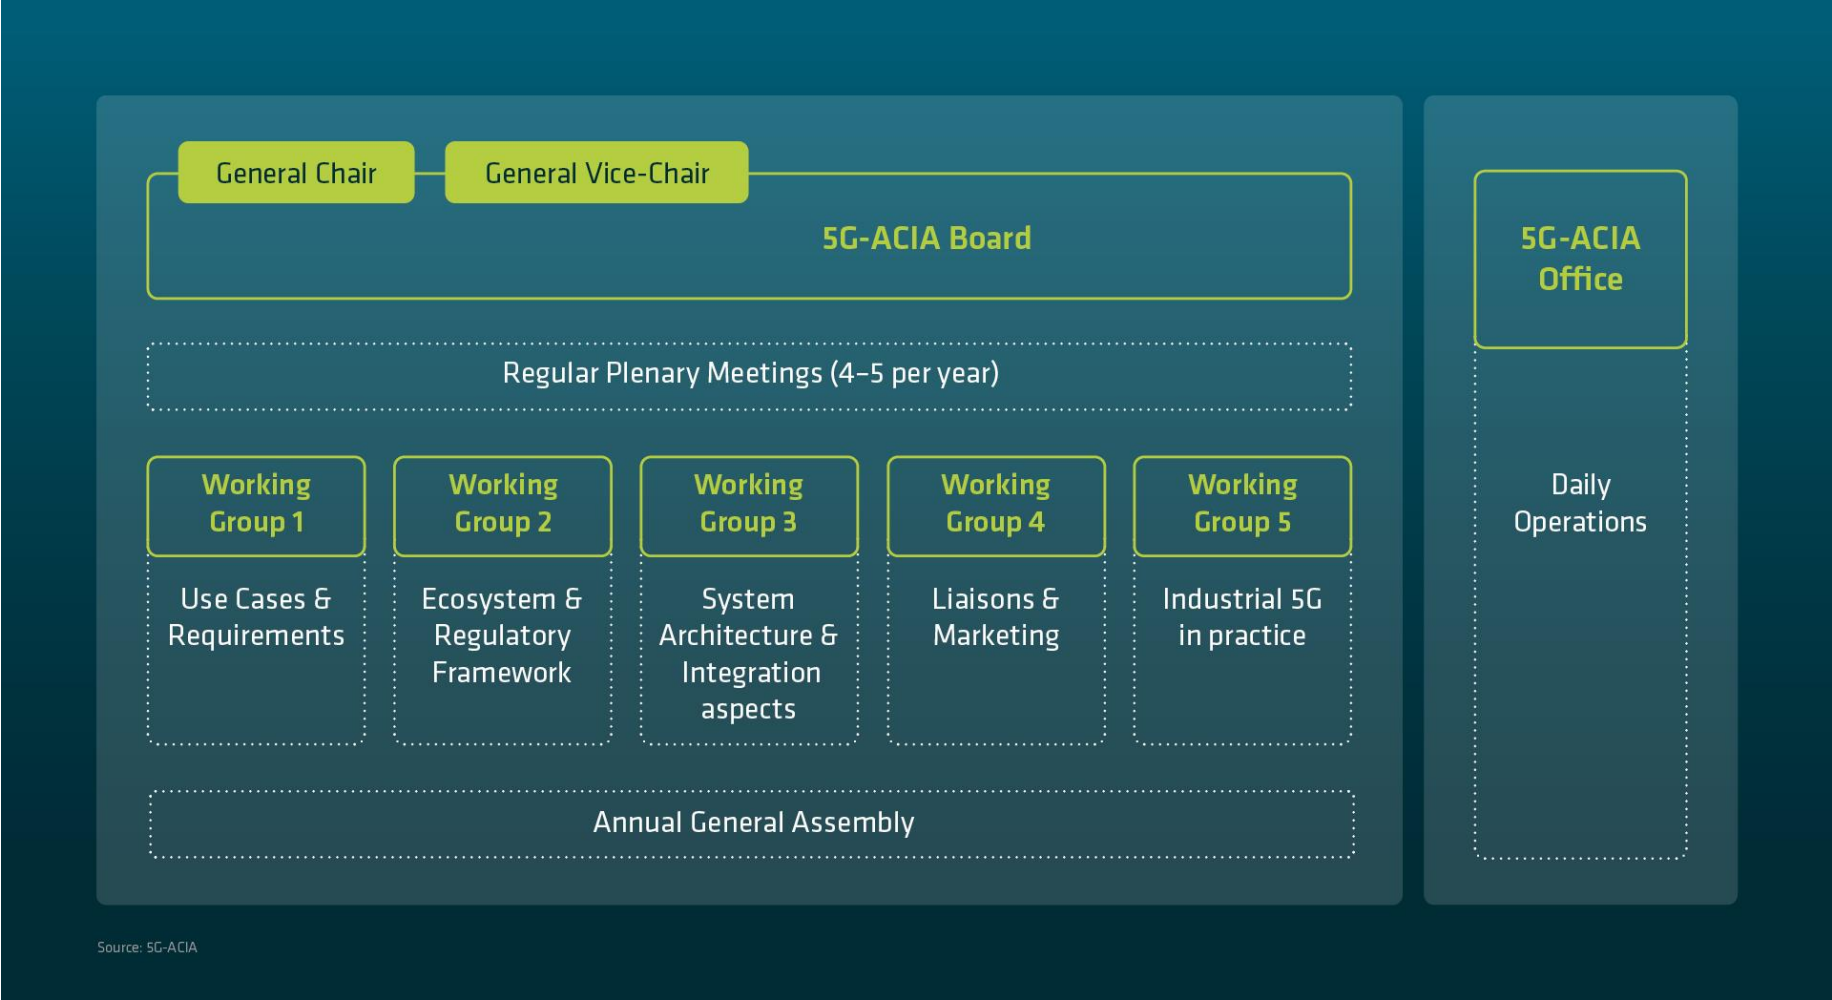 General Chair
General Vice-Chair
5G-ACIA Board
Regular Plenary Meetings (4–5 per year)
Working
Group 1
Use Cases &
Requirements
Working
Group 2
Ecosystem &
Regulatory
Framework
Working
Group 3
System
Architecture &
Integration
aspects
Working
Group 4
Liaisons &
Marketing
Working
Group 5
Industrial 5G
in practice
Annual General Assembly
5G-ACIA
Office
Daily
Operations
Source: 5G-ACIA